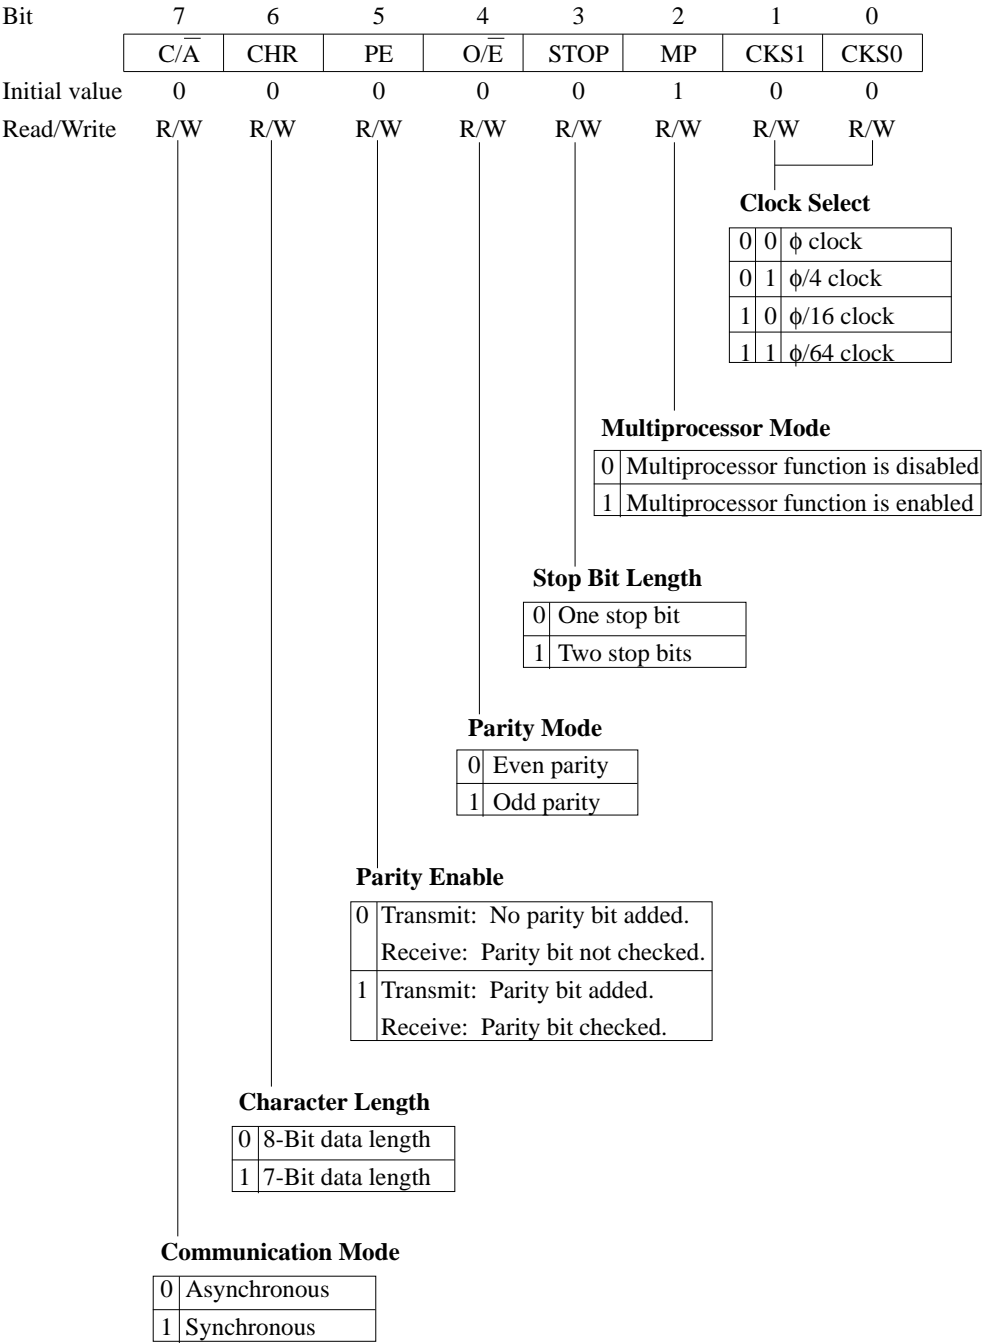 Bit 7 6 5 4 3 2 1 0
C/A̅ CHR PE O/E̅ STOP MP CKS1 CKS0
Initial value 0 0 0 0 0 1 0 0
Read/Write R/W R/W R/W R/W R/W R/W R/W R/W
Clock Select
0 0 ϕ clock
0 1 ϕ/4 clock
1 0 ϕ/16 clock
1 1 ϕ/64 clock
Multiprocessor Mode
0 Multiprocessor function is disabled
1 Multiprocessor function is enabled
Stop Bit Length
0 One stop bit
1 Two stop bits
Parity Mode
0 Even parity
1 Odd parity
Parity Enable
0 Transmit: No parity bit added.
Receive: Parity bit not checked.
1 Transmit: Parity bit added.
Receive: Parity bit checked.
Character Length
0 8-Bit data length
1 7-Bit data length
Communication Mode
0 Asynchronous
1 Synchronous